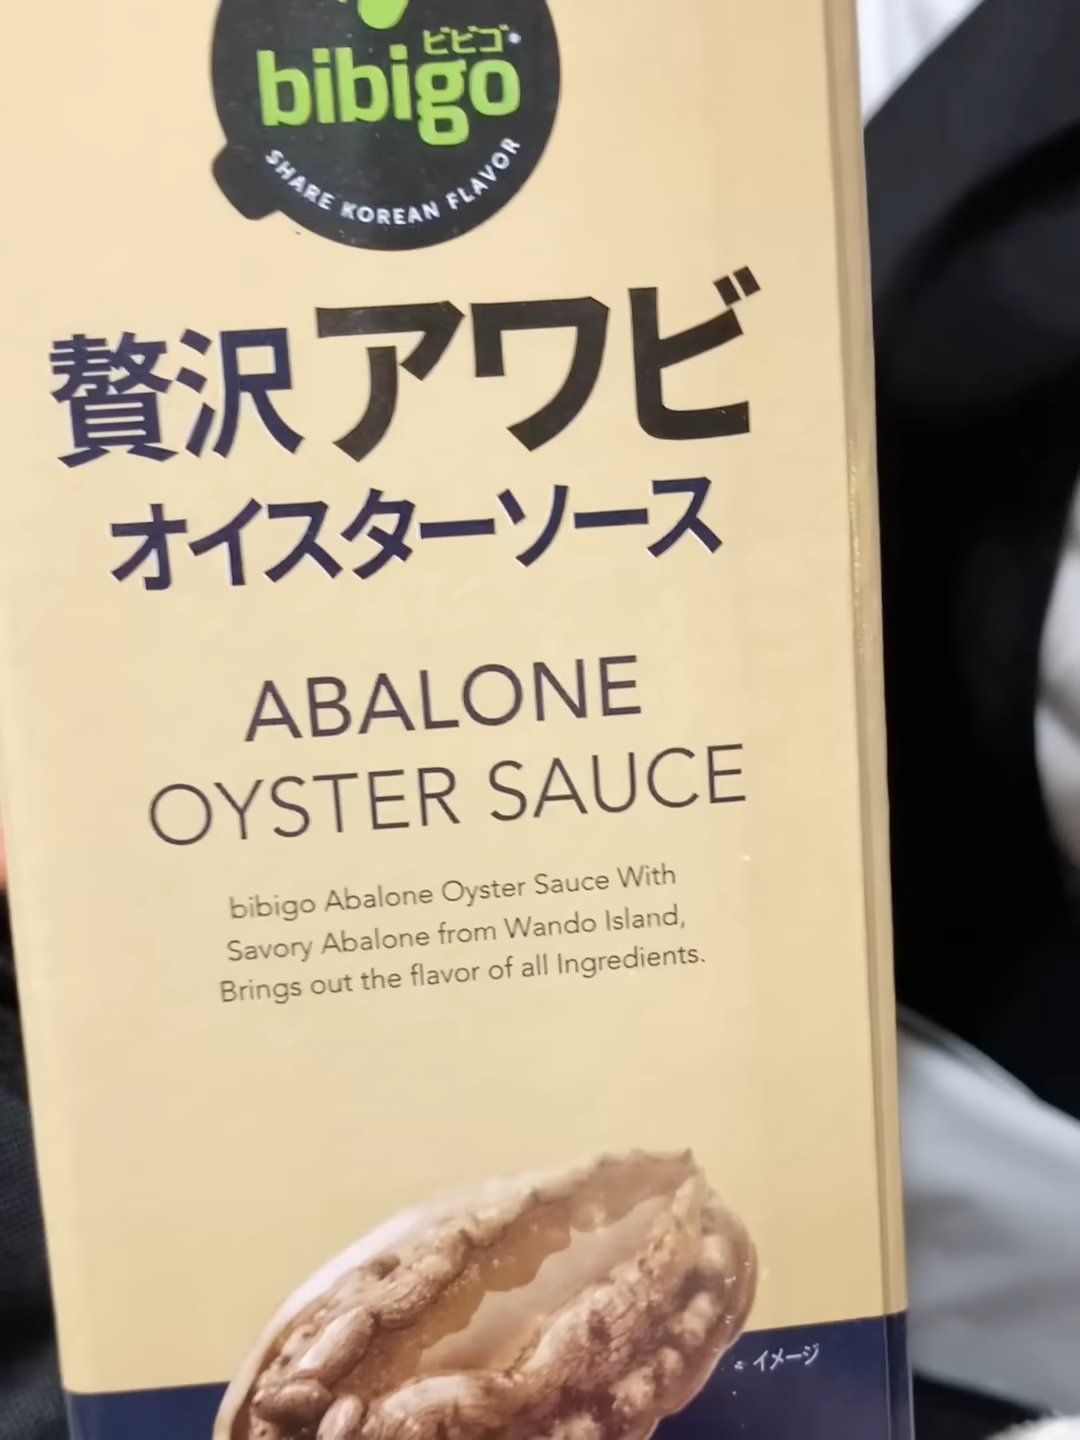 ビビゴ
bibigo
SHARE KOREAN FLAVOR
贅沢アワビ
オイスターソース
ABALONE
OYSTER SAUCE
bibigo Abalone Oyster Sauce With
Savory Abalone from Wando Island,
Brings out the flavor of all Ingredients.
イメージ